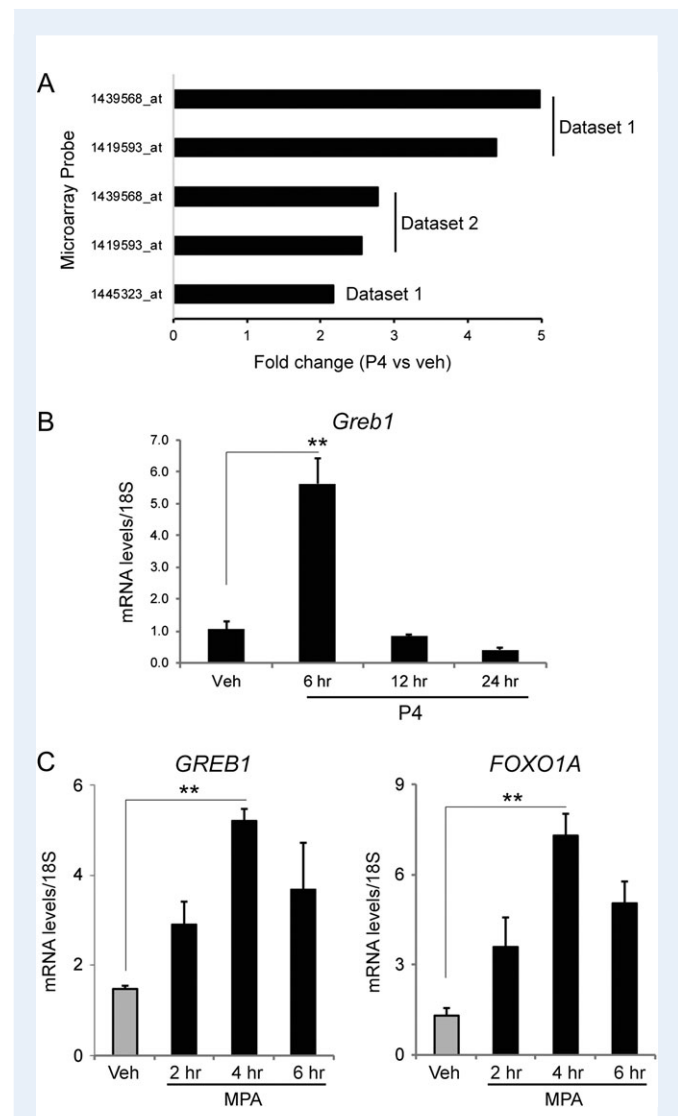 A
Microarray Probe
1439568_at
1419593_at
Dataset 1
1439568_at
1419593_at
Dataset 2
1445323_at
Dataset 1
0 1 2 3 4 5
Fold change (P4 vs veh)
B
Greb1
mRNA levels/18S
7.0
6.0
5.0
4.0
3.0
2.0
1.0
0.0
**
Veh 6 hr 12 hr 24 hr
P4
C
GREB1
mRNA levels/18S
6
4
2
0
**
Veh 2 hr 4 hr 6 hr
MPA
FOXO1A
mRNA levels/18S
9
6
3
0
**
Veh 2 hr 4 hr 6 hr
MPA